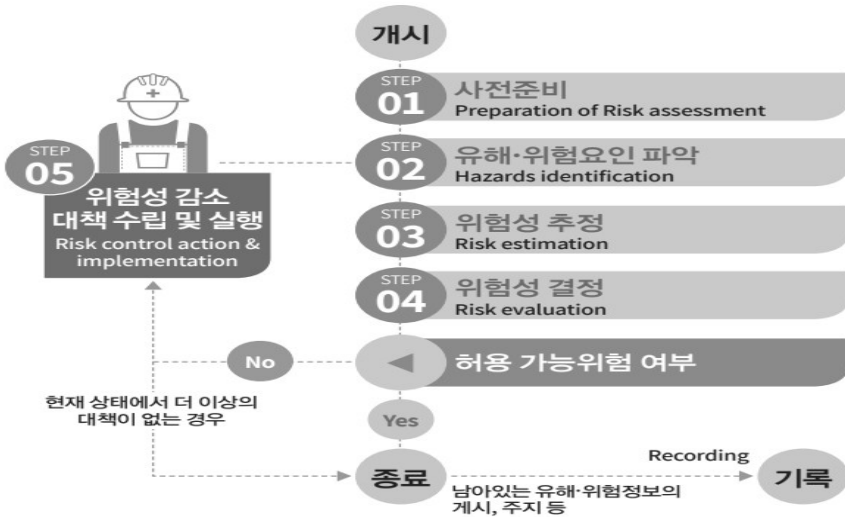 개시
STEP
01
사전준비
Preparation of Risk assessment
STEP
02
유해·위험요인 파악
Hazards identification
STEP
03
위험성 추정
Risk estimation
STEP
04
위험성 결정
Risk evaluation
STEP
05
위험성 감소
대책 수립 및 실행
Risk control action &
implementation
허용 가능위험 여부
No
현재 상태에서 더 이상의
대책이 없는 경우
Yes
종료
Recording
남아있는 유해·위험정보의
게시, 주지 등
기록